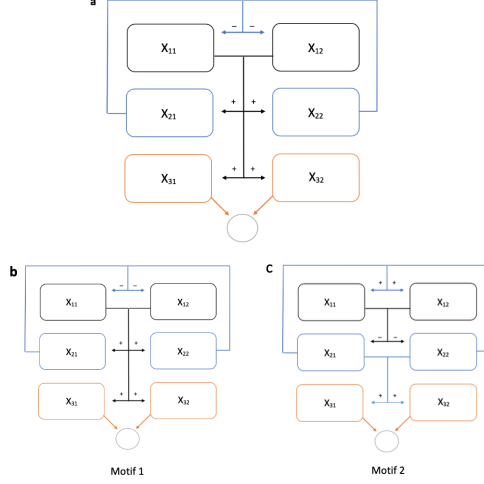 a
− −
X11 X12
+ +
X21 X22
+ +
X31 X32
b
− −
X11 X12
+ +
X21 X22
+ +
X31 X32
Motif 1
C
+ +
X11 X12
− −
X21 X22
+ +
X31 X32
Motif 2